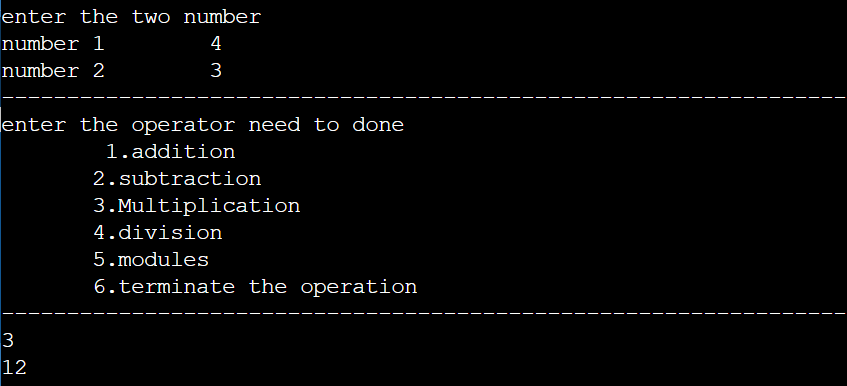 enter the two number
number 1        4
number 2        3
-----------------------------------------------------------------
enter the operator need to done
        1.addition
       2.subtraction
       3.Multiplication
       4.division
       5.modules
       6.terminate the operation
-----------------------------------------------------------------
3
12